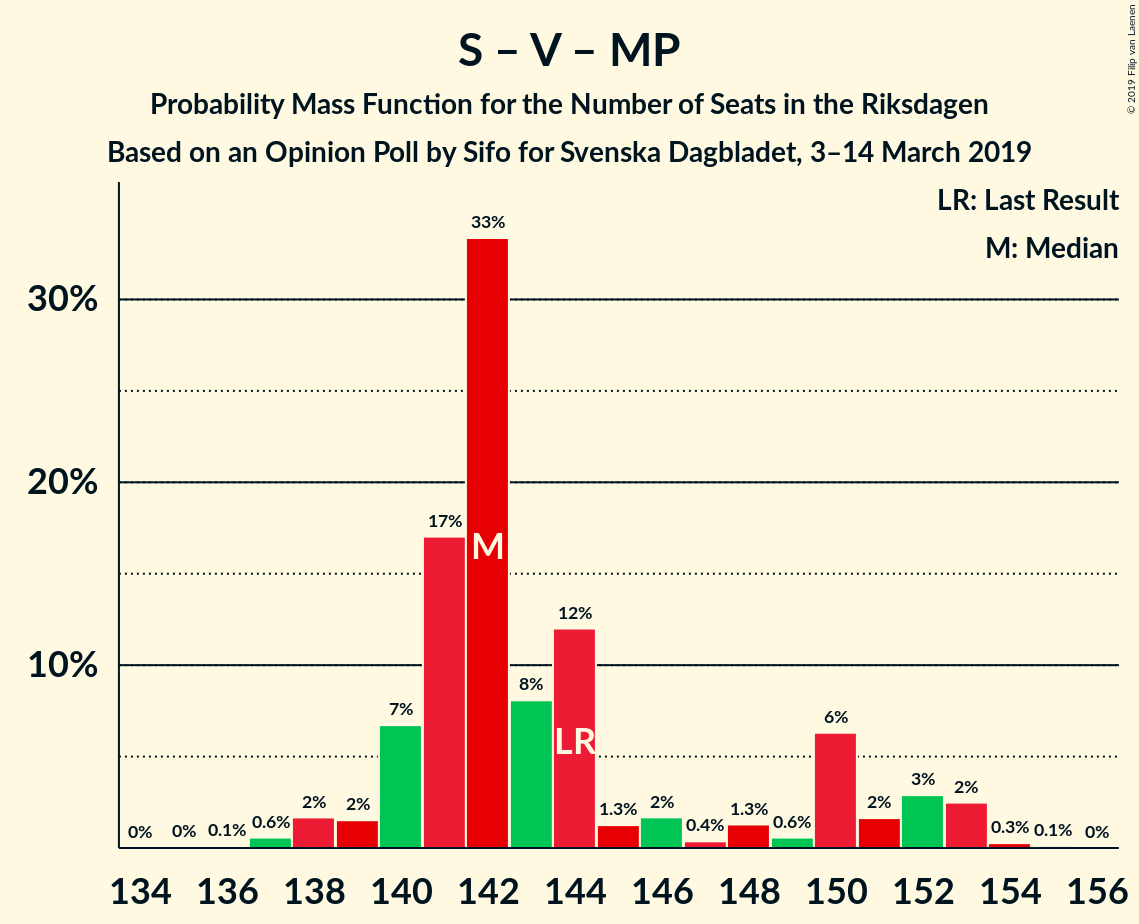 S – V – MP
Probability Mass Function for the Number of Seats in the Riksdagen
Based on an Opinion Poll by Sifo for Svenska Dagbladet, 3–14 March 2019
© 2019 Filip van Laenen
LR: Last Result
M: Median
30%
20%
10%
0% 0% 0.1% 0.6% 2% 2% 7% 17% 33% 8% 12% 1.3% 2% 0.4% 1.3% 0.6% 6% 2% 3% 2% 0.3% 0.1% 0%
M
LR
134 136 138 140 142 144 146 148 150 152 154 156